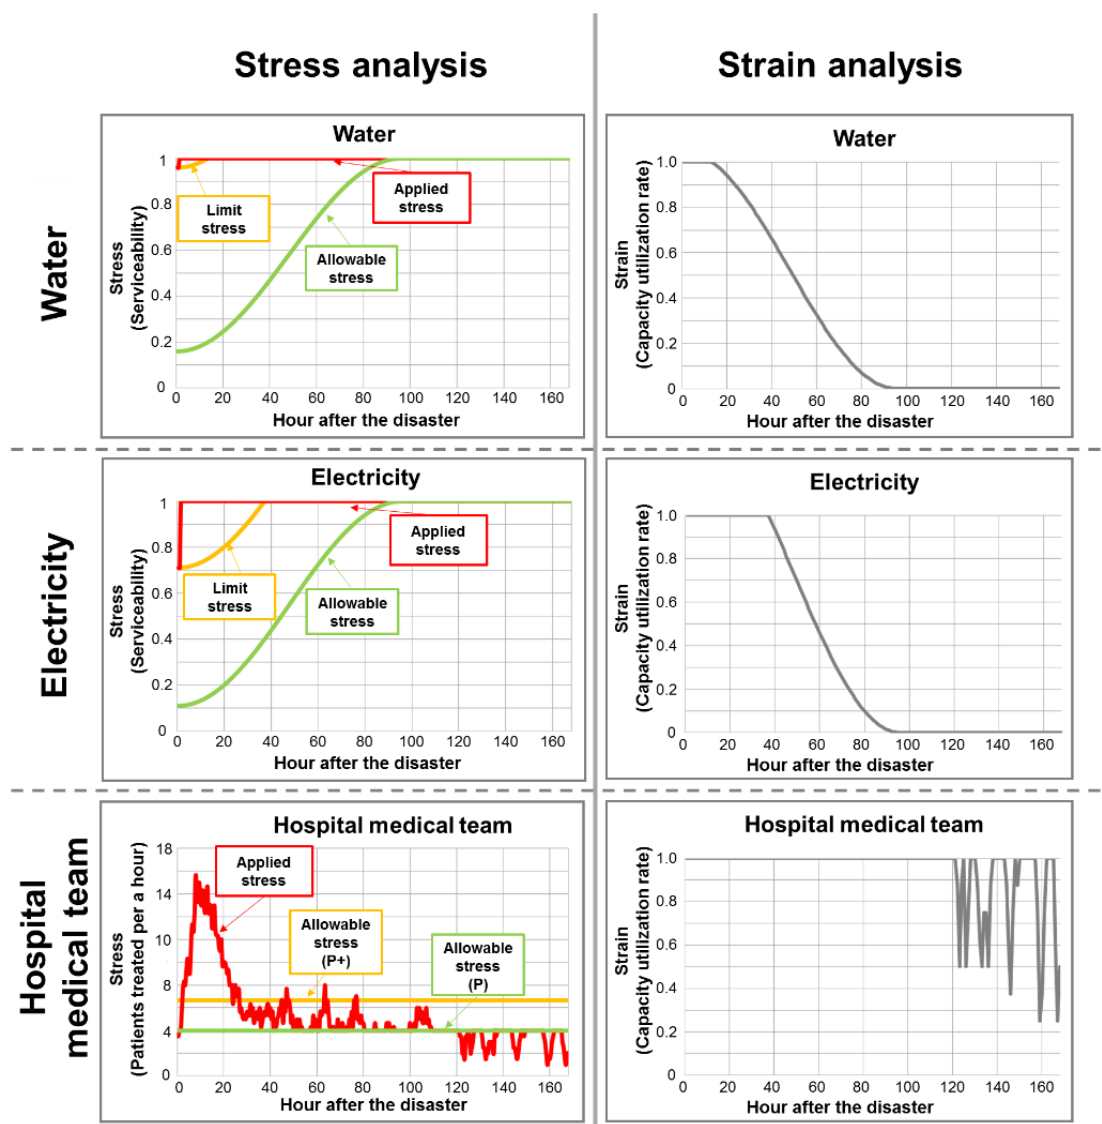 Stress analysis
Strain analysis
Water
Water
1
0.8
0.6
0.4
0.2
0
Stress
(Serviceability)
Limit
stress
Applied
stress
Allowable
stress
0 20 40 60 80 100 120 140 160
Hour after the disaster
Water
1.0
0.8
0.6
0.4
0.2
0
Strain
(Capacity utilization rate)
0 20 40 60 80 100 120 140 160
Hour after the disaster
Electricity
Electricity
1
0.8
0.6
0.4
0.2
0
Stress
(Serviceability)
Applied
stress
Limit
stress
Allowable
stress
0 20 40 60 80 100 120 140 160
Hour after the disaster
Electricity
1.0
0.8
0.6
0.4
0.2
0
Strain
(Capacity utilization rate)
0 20 40 60 80 100 120 140 160
Hour after the disaster
Hospital
medical team
Hospital medical team
18
14
10
8
4
0
Stress
(Patients treated per a hour)
Applied
stress
Allowable
stress
(P+)
Allowable
stress
(P)
0 20 40 60 80 100 120 140 160
Hour after the disaster
Hospital medical team
1.0
0.8
0.6
0.4
0.2
0
Strain
(Capacity utilization rate)
0 20 40 60 80 100 120 140 160
Hour after the disaster